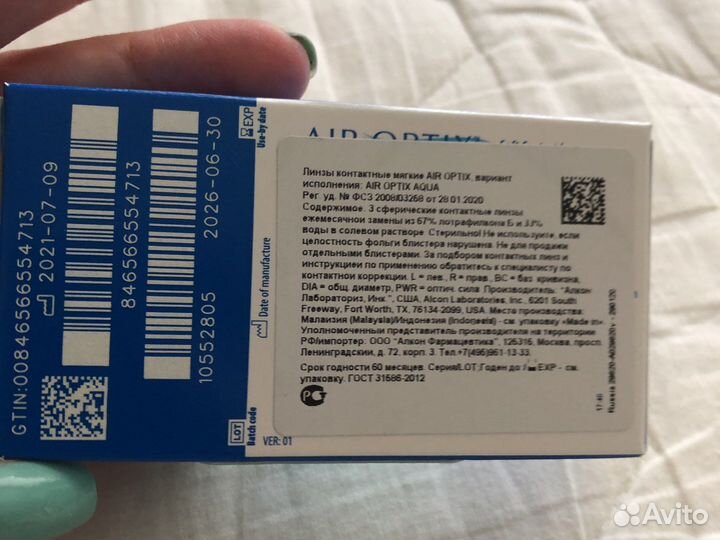 GTIN:00846566554713
2021-07-09
846566554713
2026-06-30
10552805
EXP
Use-by date
Date of manufacture
LOT
Batch code
VER: 01
AIR OPTIX
Линзы контактные мягкие AIR OPTIX, вариант
исполнения: AIR OPTIX AQUA
Рег. уд. № ФСЗ 2008/03268 от 28.01.2020
Содержимое. 3 сферические контактные линзы
ежемесячной замены из 67% лотрафилкона Б и 33%
воды в солевом растворе. Стерильно! Не используйте, если
целостность фольги блистера нарушена. Не для продажи
отдельными блистерами. За подбором контактных линз и
инструкцией по применению обратитесь к специалисту по
контактной коррекции. L = лев., R = прав., BC = баз. кривизна,
DIA = общ. диаметр, PWR = оптич. сила. Производитель: "Алкон
Лабораториз, Инк.", США, Alcon Laboratories, Inc., 6201 South
Freeway, Fort Worth, TX, 76134-2099, USA. Место производства:
Малайзия (Malaysia)/Индонезия (Indonesia) - см. упаковку «Made in»
Уполномоченный представитель производителя на территории
РФ/импортер: ООО "Алкон Фармацевтика", 125315, Москва, просп.
Ленинградский, д. 72, корп. 3. Тел.+7(495)961-13-33.
Срок годности 60 месяцев. Серия/LOT;Годен до EXP - см.
упаковку. ГОСТ 31586-2012
17:40
Avito